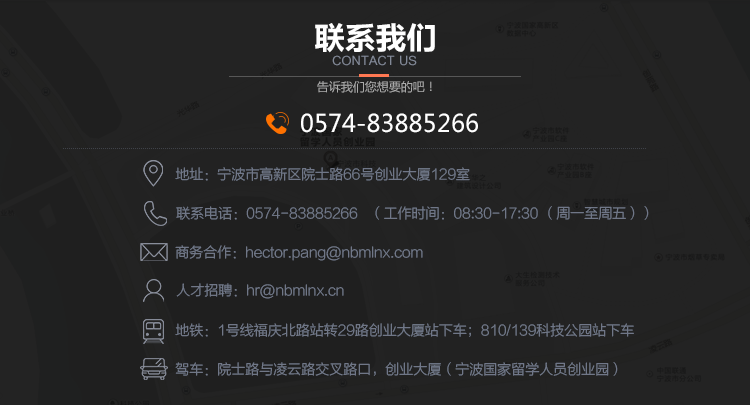 联系我们
CONTACT US
告诉我们您想要的吧！
0574-83885266
留学人员创业园
地址：宁波市高新区院士路66号创业大厦129室
联系电话：0574-83885266 （工作时间：08:30-17:30（周一至周五））
商务合作：hector.pang@nbmlnx.com
人才招聘：hr@nbmlnx.cn
地铁：1号线福庆北路站转29路创业大厦站下车；810/139科技公园站下车
驾车：院士路与凌云路交叉路口，创业大厦（宁波国家留学人员创业园）